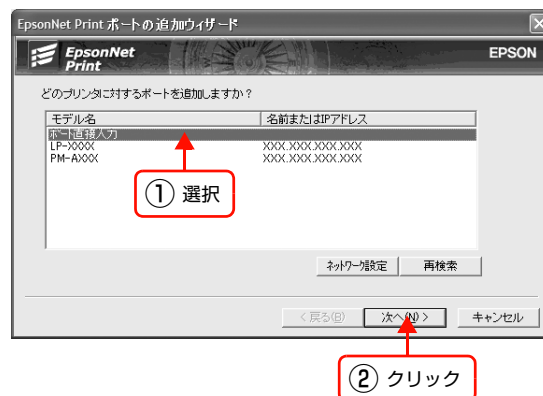 EpsonNet Print ポートの追加ウィザード
EpsonNet
Print
EPSON
どのプリンタに対するポートを追加しますか?
モデル名 名前またはIPアドレス
ポート直接入力
LP-XXXX XXX.XXX.XXX.XXX
PM-AXXX XXX.XXX.XXX.XXX
① 選択
ネットワーク設定 再検索
< 戻る(B) 次へ(N) > キャンセル
② クリック